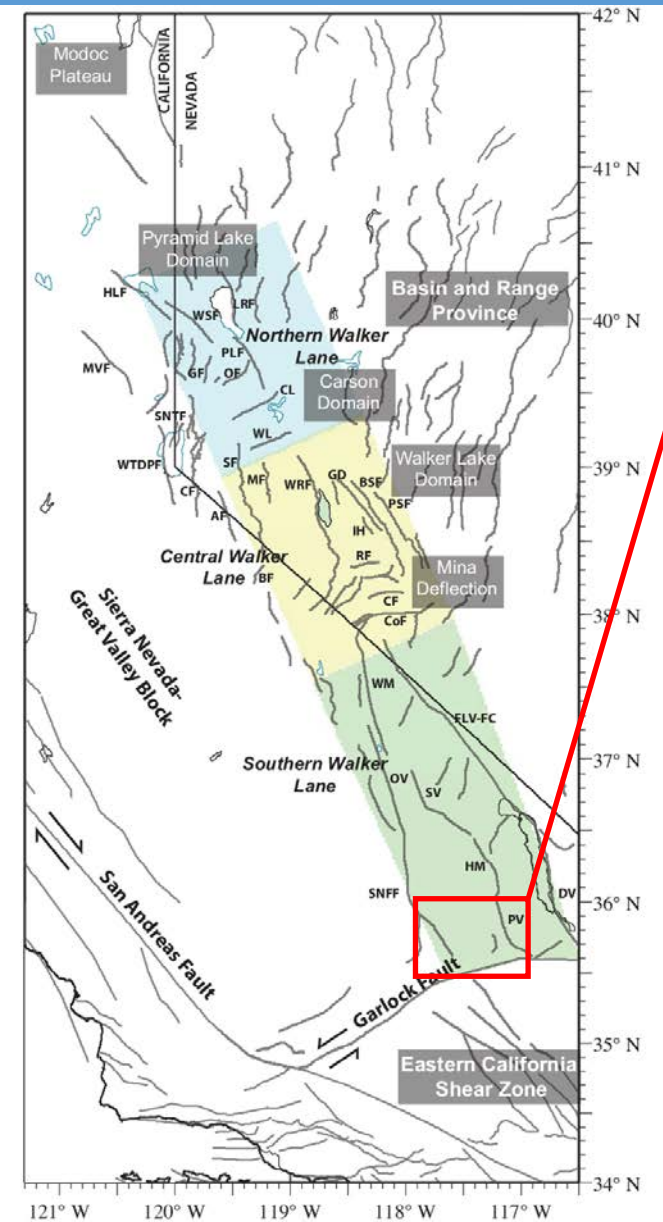 42° N
Modoc
Plateau
CALIFORNIA
NEVADA
41° N
Pyramid Lake
Domain
HLF
LRF
WSF
Basin and Range
Province
40° N
Northern Walker
Lane
PLF
MVF
GF
OF
CL
Carson
Domain
SNTF
WL
WTDPF
SF
39° N
Walker Lake
Domain
MF
WRF
GD
BSF
CF
PSF
AF
IH
Central Walker
Lane
RF
BF
Mina
Deflection
CF
38° N
CoF
Sierra Nevada-
Great Valley Block
WM
FLV-FC
37° N
Southern Walker
Lane
OV
SV
HM
SNFF
DV
36° N
PV
San Andreas Fault
Garlock Fault
35° N
Eastern California
Shear Zone
34° N
121° W
120° W
119° W
118° W
117° W